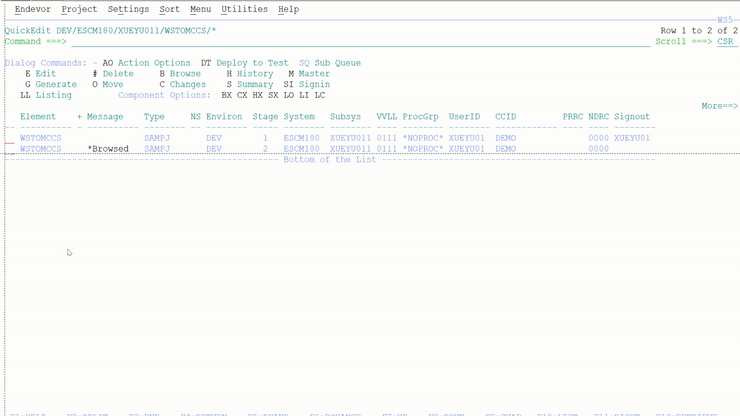 Endevor Project Settings Sort Menu Utilities Help
WS5
QuickEdit DEV/ESCM180/XUEYU011/WSTOMCCS/* Row 1 to 2 of 2
Command ===> Scroll ===> CSR
Dialog Commands: - AO Action Options DT Deploy to Test SQ Sub Queue
E Edit # Delete B Browse H History M Master
G Generate O Move C Changes S Summary SI Signin
LL Listing Component Options: BX CX HX SX LO LI LC
More==>
Element + Message Type NS Environ Stage System Subsys VVLL ProcGrp UserID CCID PRRC NDRC Signout
WSTOMCCS SAMPJ DEV 1 ESCM180 XUEYU011 0111 *NOPROC* XUEYU01 DEMO 0000 XUEYU01
WSTOMCCS *Browsed SAMPJ DEV 2 ESCM180 XUEYU011 0111 *NOPROC* XUEYU01 DEMO 0000
Bottom of the List